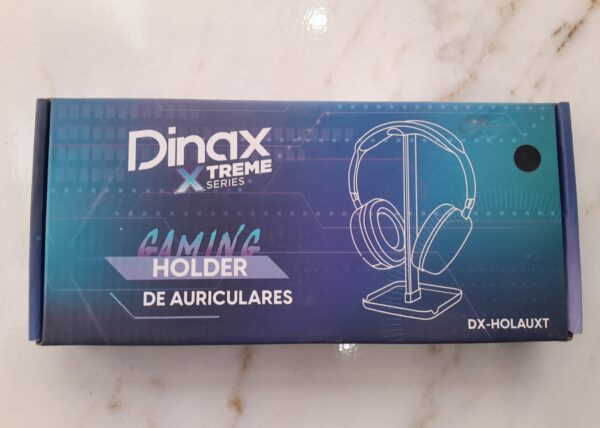 Dinax
XTREME
SERIES
GAMING
HOLDER
DE AURICULARES
DX-HOLAUXT